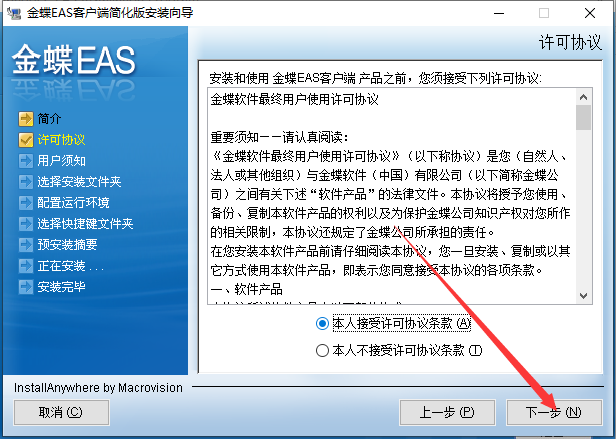 金蝶EAS客户端简化版安装向导
许可协议
金蝶EAS
简介
许可协议
用户须知
选择安装文件夹
配置运行环境
选择快捷键文件夹
预安装摘要
正在安装 . . .
安装完毕
安装和使用 金蝶EAS客户端 产品之前，您须接受下列许可协议:
金蝶软件最终用户使用许可协议
重要须知－－请认真阅读：
《金蝶软件最终用户使用许可协议》（以下称协议）是您（自然人、
法人或其他组织）与金蝶软件（中国）有限公司（以下简称金蝶公
司）之间有关下述“软件产品”的法律文件。本协议将授予您使用、
备份、复制本软件产品的权利以及为保护金蝶公司知识产权对您所作
的相关限制，本协议还规定了金蝶公司所承担的责任。
在您安装本软件产品前请仔细阅读本协议，您一旦安装、复制或以其
它方式使用本软件产品，即表示您同意接受本协议的各项条款。
一、软件产品
本人接受许可协议条款 (A)
本人不接受许可协议条款 (T)
InstallAnywhere by Macrovision
取消 (C)
上一步 (P)
下一步 (N)